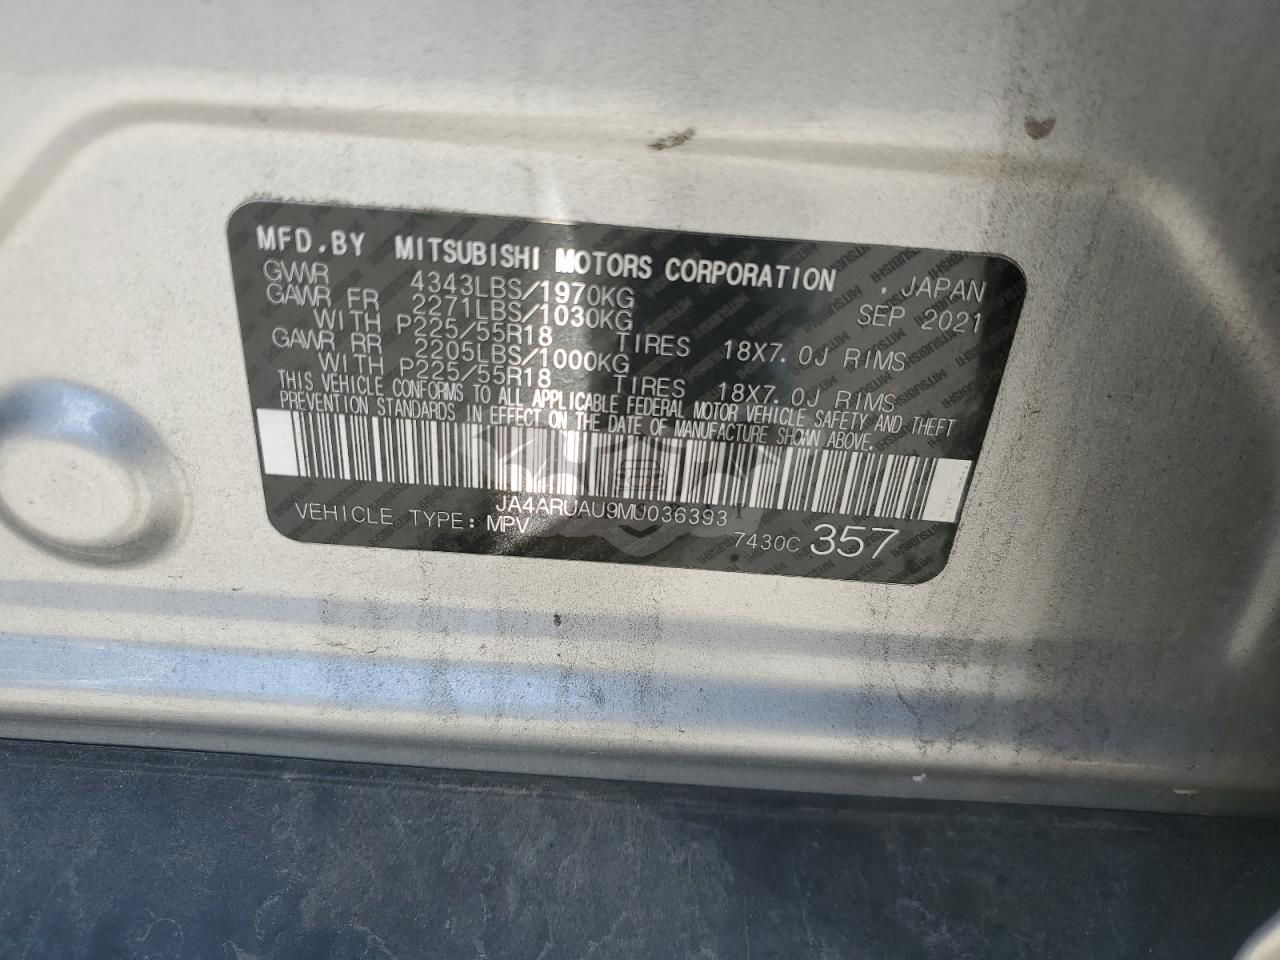 MFD.BY MITSUBISHI MOTORS CORPORATION . JAPAN
GVWR 4343LBS/1970KG SEP 2021
GAWR FR 2271LBS/1030KG
WITH P225/55R18 TIRES 18X7.0J RIMS
GAWR RR 2205LBS/1000KG
WITH P225/55R18 TIRES 18X7.0J RIMS
THIS VEHICLE CONFORMS TO ALL APPLICABLE FEDERAL MOTOR VEHICLE SAFETY AND THEFT
PREVENTION STANDARDS IN EFFECT ON THE DATE OF MANUFACTURE SHOWN ABOVE.
JA4ARUAU9MU036393
VEHICLE TYPE: MPV 7430C 357